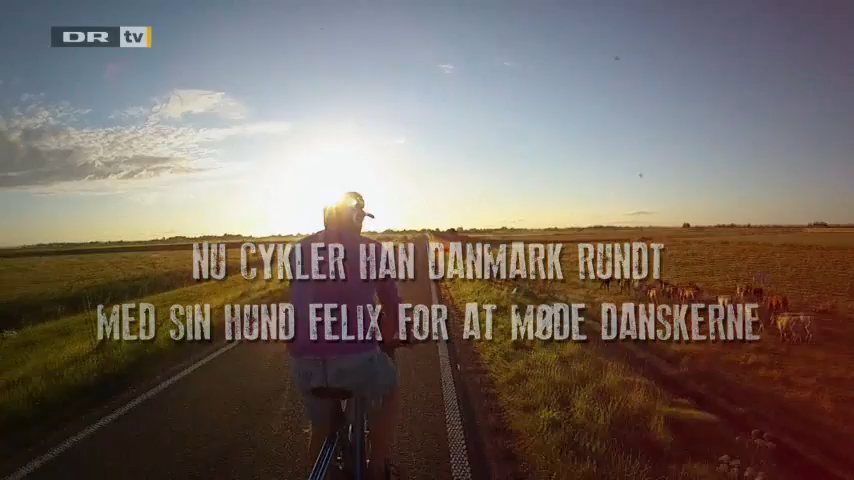 DR tv
NU CYKLER HAN DANMARK RUNDT
MED SIN HUND FELIX FOR AT MØDE DANSKERNE